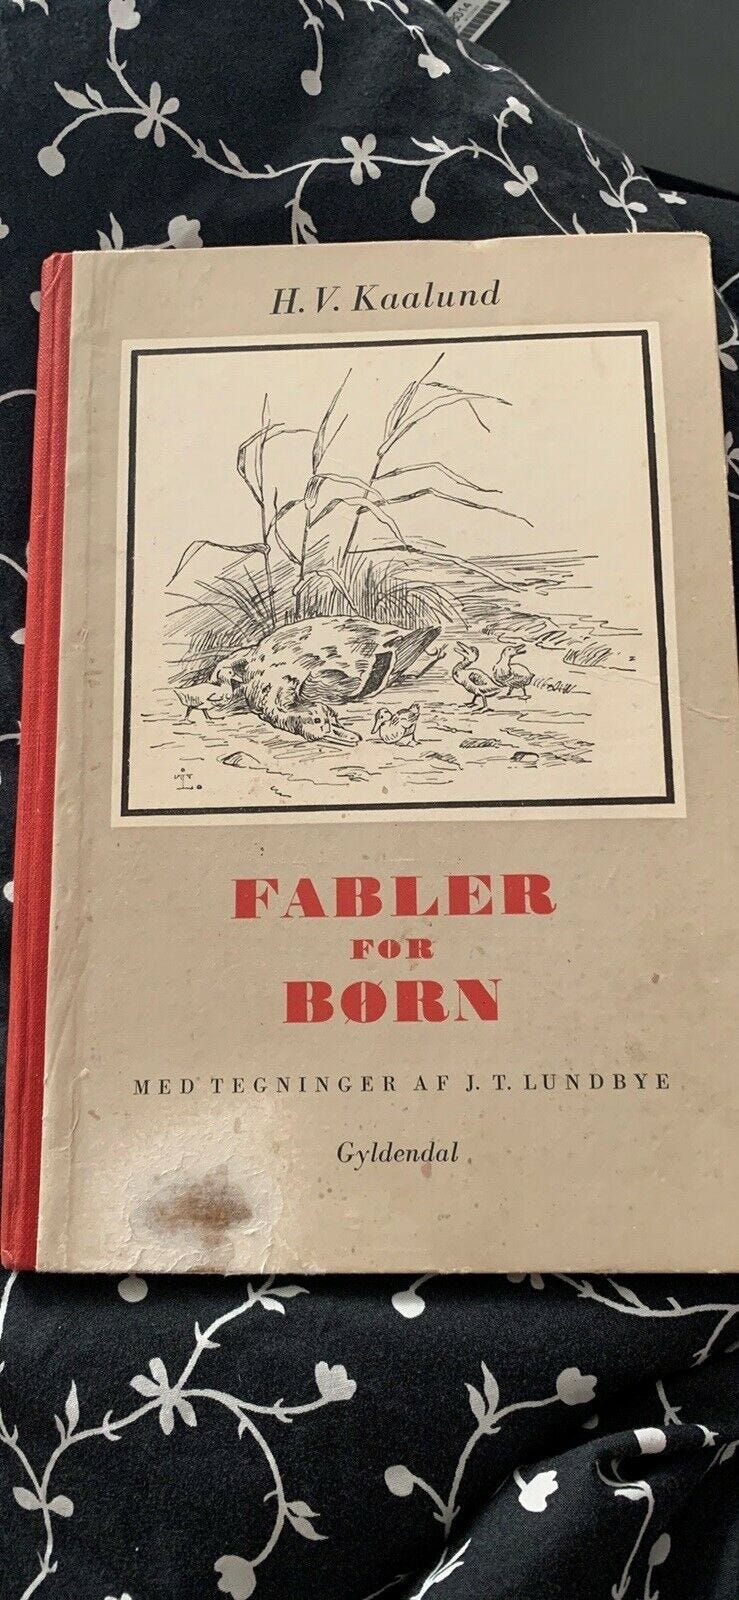 H. V. Kaalund
FABLER
FOR
BØRN
MED TEGNINGER AF J. T. LUNDBYE
Gyldendal